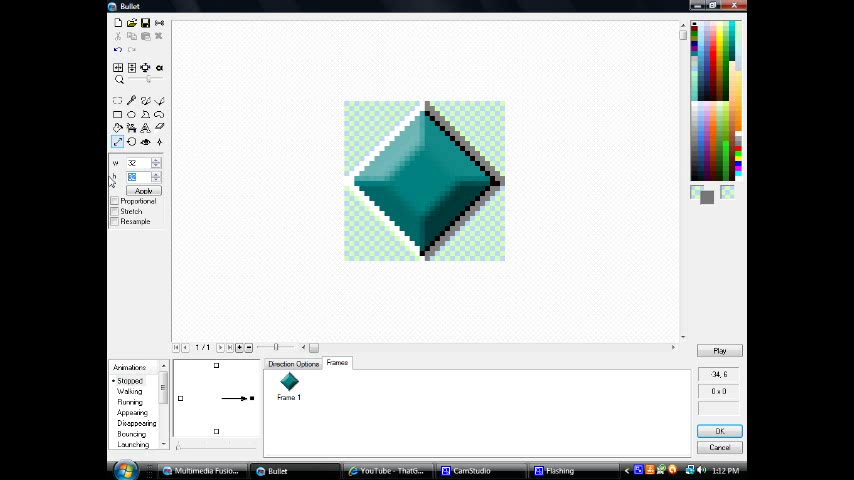 Bullet
w 32
h 32
Apply
Proportional
Stretch
Resample
1 / 1
Play
Animations
Direction Options
Frames
Stopped
Walking
Running
Appearing
Disappearing
Bouncing
Launching
Frame 1
-34, 6
0 x 0
OK
Cancel
Multimedia Fusio...
Bullet
YouTube - ThatG...
CamStudio
Flashing
1:12 PM